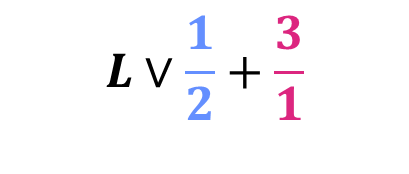 L ∨ 1/2 + 3/1